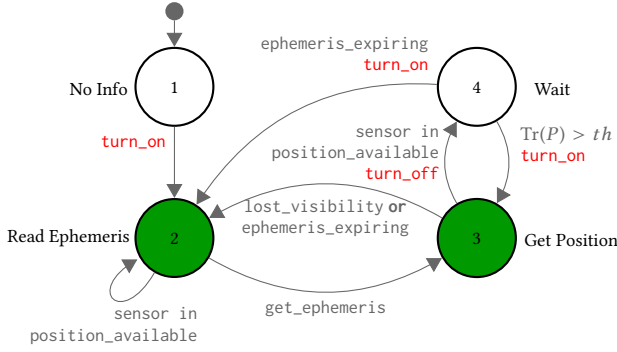 ephemeris_expiring
turn_on
No Info
1
4
Wait
turn_on
sensor in
position_available
turn_off
Tr(P) > th
turn_on
lost_visibility or
ephemeris_expiring
Read Ephemeris
2
3
Get Position
get_ephemeris
sensor in
position_available